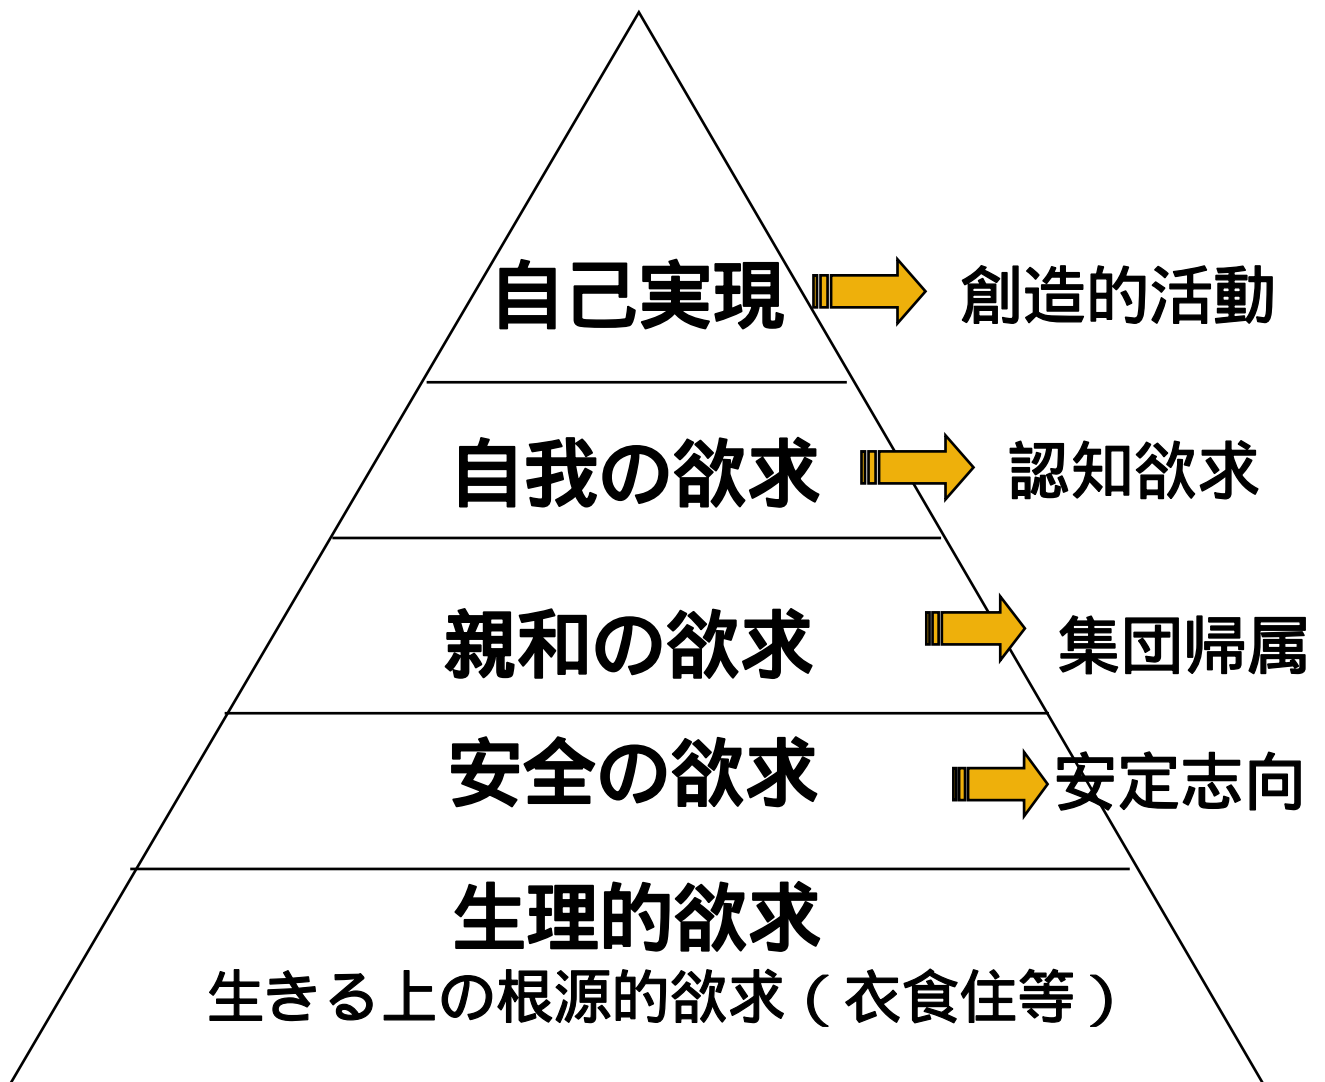 自己実現
創造的活動
自我の欲求
認知欲求
親和の欲求
集団帰属
安全の欲求
安定志向
生理的欲求
生きる上の根源的欲求(衣食住等)